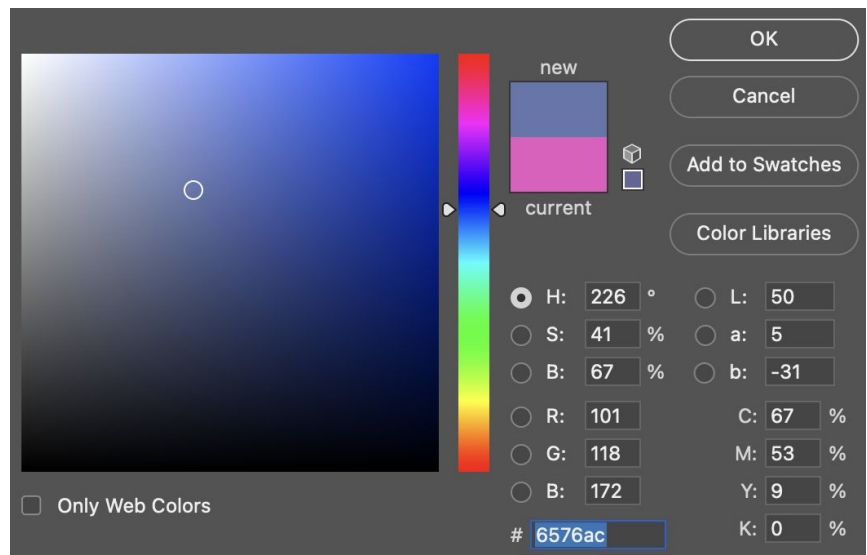 OK
new
Cancel
Add to Swatches
current
Color Libraries
H: 226 °
L: 50
S: 41 %
a: 5
B: 67 %
b: -31
R: 101
C: 67 %
G: 118
M: 53 %
B: 172
Y: 9 %
Only Web Colors
# 6576ac
K: 0 %